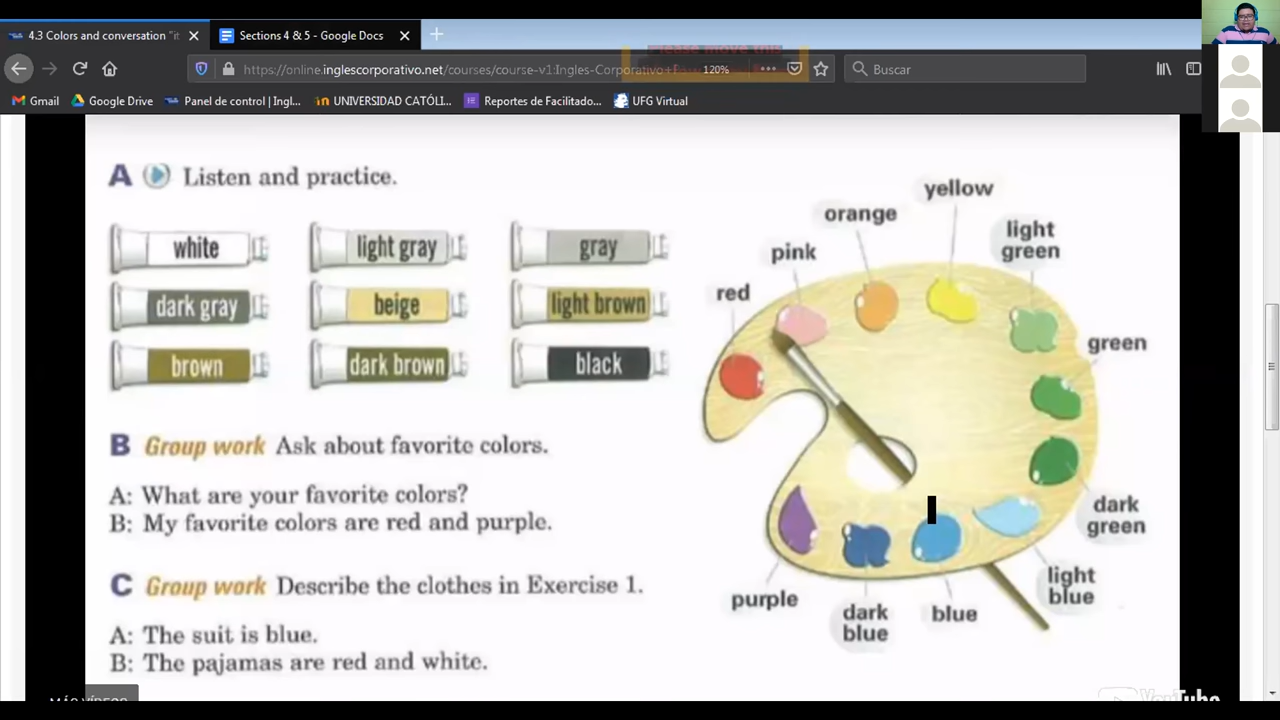 4.3 Colors and conversation "it
Sections 4 & 5 - Google Docs
https://online.inglescorporativo.net/courses/course-v1:Ingles-Corporativo+
120%
Buscar
Gmail
Google Drive
Panel de control | Ingl...
UNIVERSIDAD CATÓLI...
Reportes de Facilitado...
UFG Virtual
A Listen and practice.
white
light gray
gray
dark gray
beige
light brown
brown
dark brown
black
red
pink
orange
yellow
light
green
green
dark
green
light
blue
blue
dark
blue
purple
B Group work Ask about favorite colors.
A: What are your favorite colors?
B: My favorite colors are red and purple.
C Group work Describe the clothes in Exercise 1.
A: The suit is blue.
B: The pajamas are red and white.
MÁS VÍDEOS
YouTube